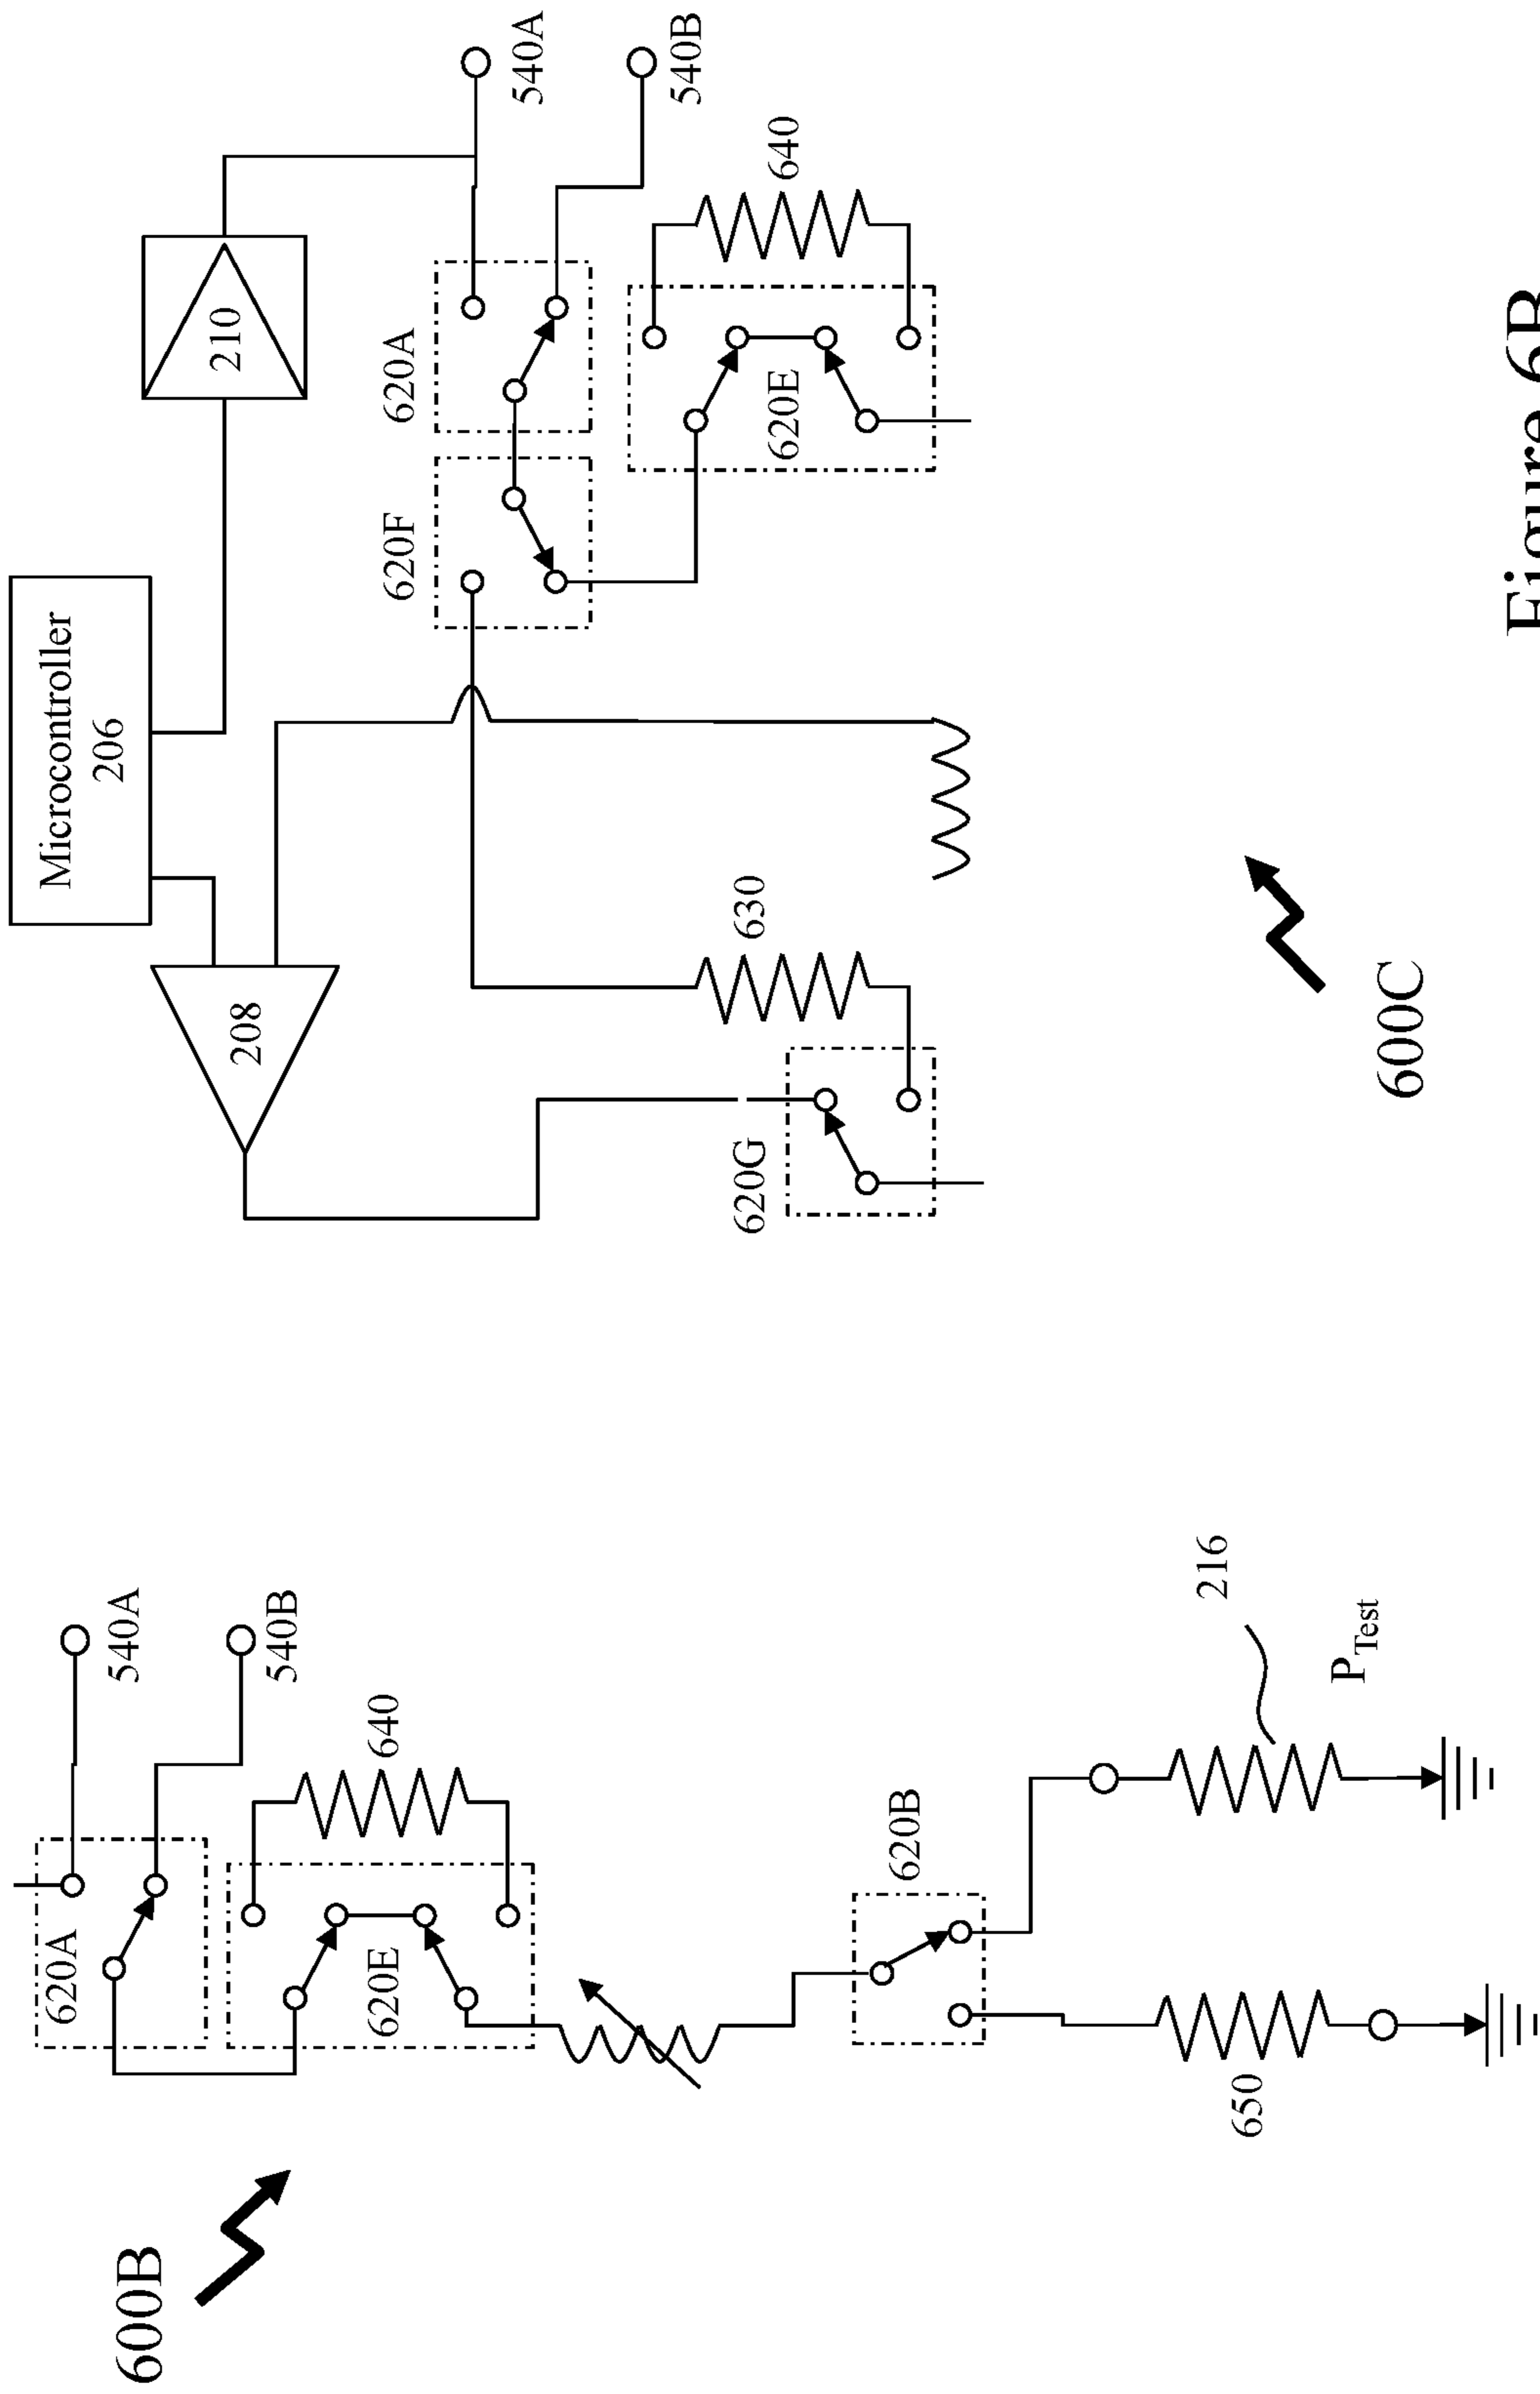 600B
620A
540A
540B
640
620E
620B
650
216
P_Test
Microcontroller
206
208
210
620F
620A
540A
540B
620G
630
620E
640
600C
Figure 6B